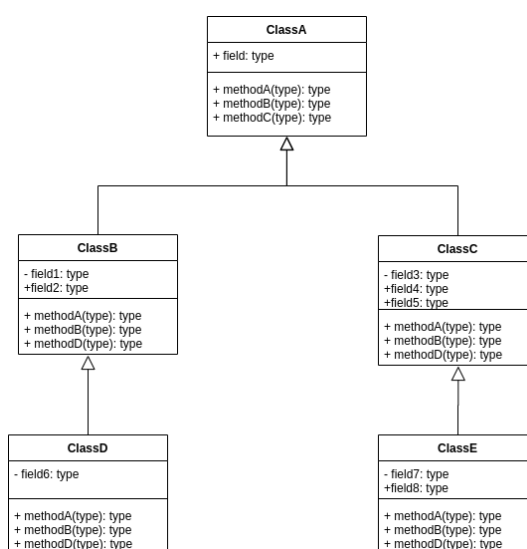 ClassA
+ field: type
+ methodA(type): type
+ methodB(type): type
+ methodC(type): type
ClassB
- field1: type
+field2: type
+ methodA(type): type
+ methodB(type): type
+ methodD(type): type
ClassC
- field3: type
+field4: type
+field5: type
+ methodA(type): type
+ methodB(type): type
+ methodD(type): type
ClassD
- field6: type
+ methodA(type): type
+ methodB(type): type
+ methodD(type): type
ClassE
- field7: type
+field8: type
+ methodA(type): type
+ methodB(type): type
+ methodD(type): type